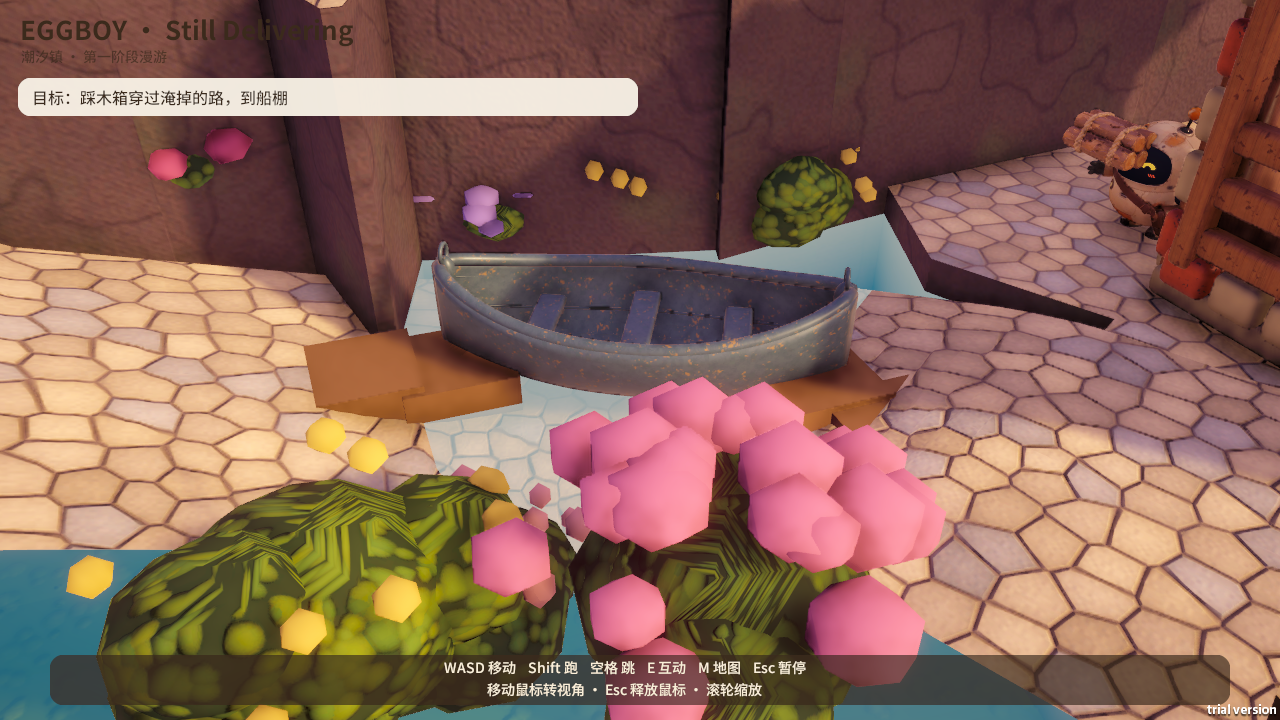 EGGBOY · Still Delivering
潮汐镇 · 第一阶段漫游
目标：踩木箱穿过淹掉的路，到船棚
WASD 移动 Shift 跑 空格 跳 E 互动 M 地图 Esc 暂停
移动鼠标转视角 · Esc 释放鼠标 · 滚轮缩放
trial version